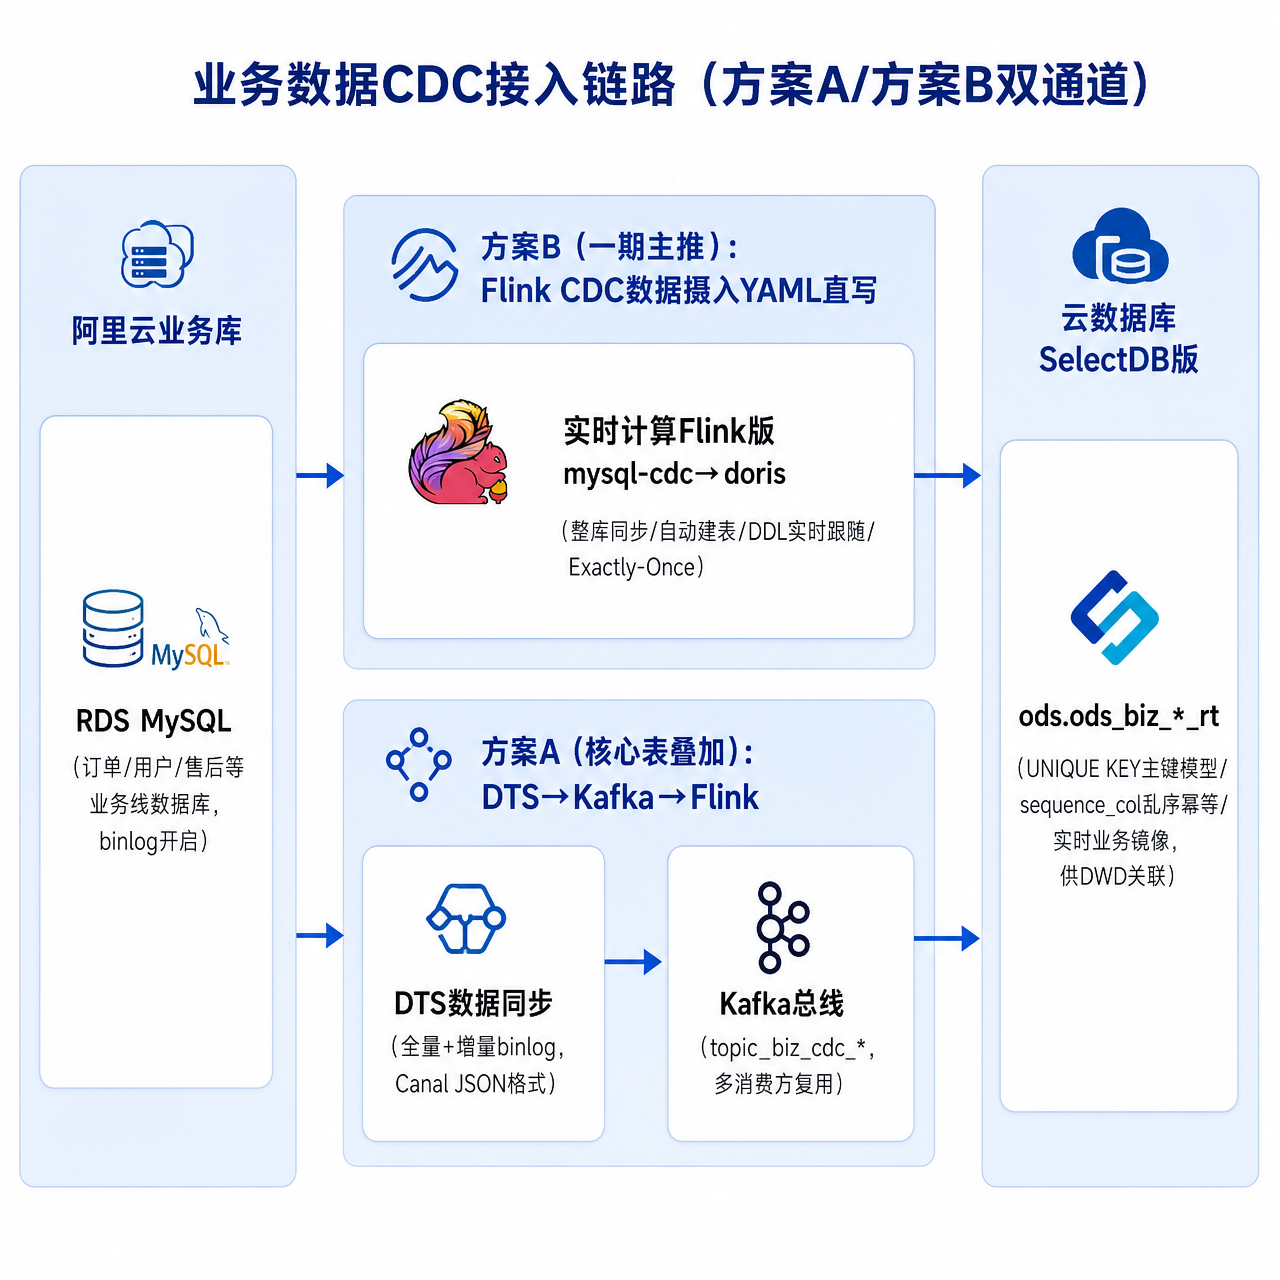 业务数据CDC接入链路（方案A/方案B双通道）
阿里云业务库
MySQL
RDS MySQL
（订单/用户/售后等
业务线数据库，
binlog开启）
方案B（一期主推）：
Flink CDC数据摄入YAML直写
实时计算Flink版
mysql-cdc→doris
（整库同步/自动建表/DDL实时跟随/
Exactly-Once）
方案A（核心表叠加）：
DTS→Kafka→Flink
DTS数据同步
（全量+增量binlog，
Canal JSON格式）
Kafka总线
（topic_biz_cdc_*，
多消费方复用）
云数据库
SelectDB版
ods.ods_biz_*_rt
（UNIQUE KEY主键模型/
sequence_col乱序幂等/
实时业务镜像，
供DWD关联）